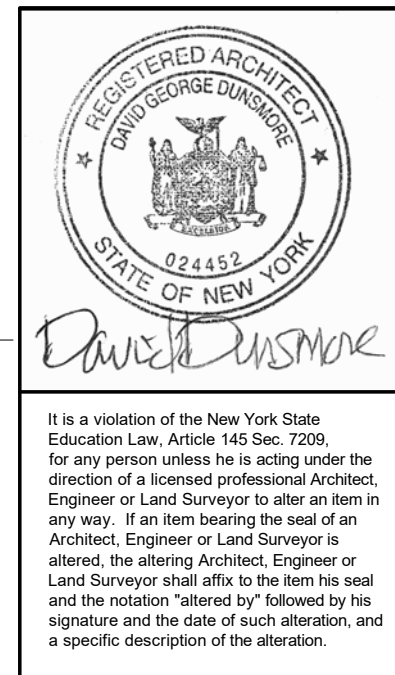 REGISTERED ARCHITECT
DAVID GEORGE DUNSMORE
EXCELSIOR
024452
STATE OF NEW YORK
David Dunsmore
It is a violation of the New York State
Education Law, Article 145 Sec. 7209,
for any person unless he is acting under the
direction of a licensed professional Architect,
Engineer or Land Surveyor to alter an item in
any way.  If an item bearing the seal of an
Architect, Engineer or Land Surveyor is
altered, the altering Architect, Engineer or
Land Surveyor shall affix to the item his seal
and the notation "altered by" followed by his
signature and the date of such alteration, and
a specific description of the alteration.